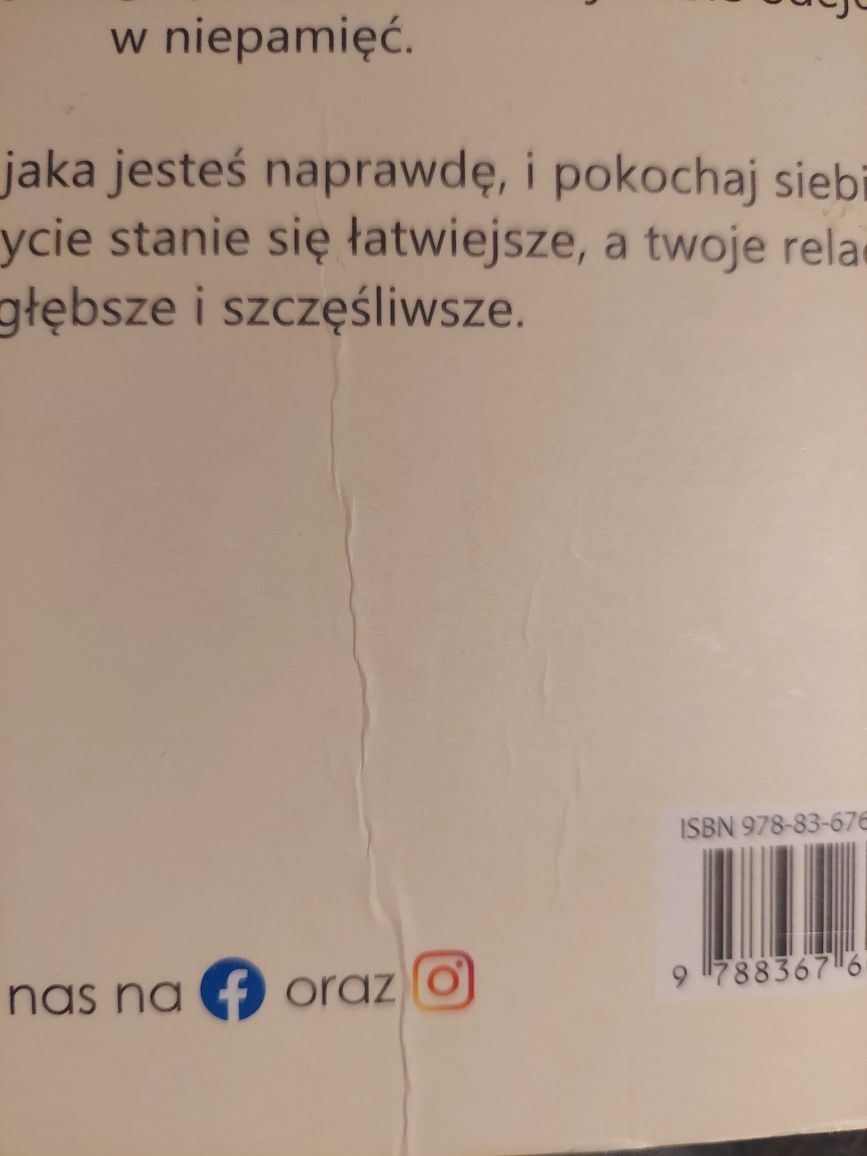 w niepamięć.
jaka jesteś naprawdę, i pokochaj siebi
ycie stanie się łatwiejsze, a twoje relac
głębsze i szczęśliwsze.
ISBN 978-83-676
9 788367 6
nas na f oraz